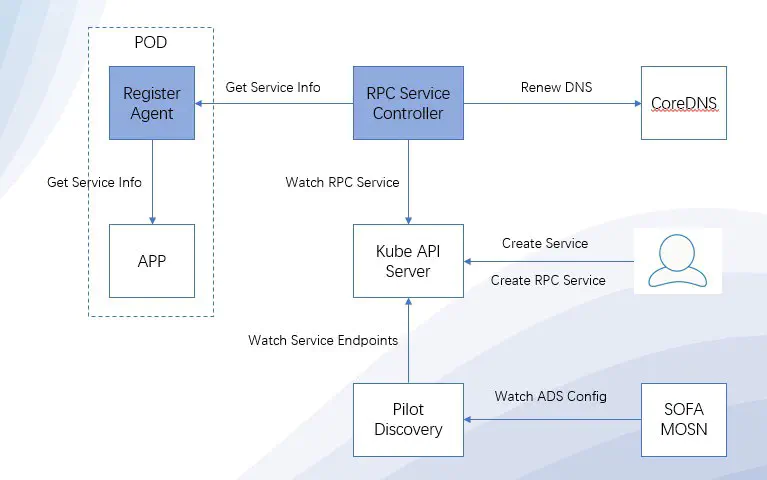 POD
Register
Agent
Get Service Info
RPC Service
Controller
Renew DNS
CoreDNS
Get Service Info
Watch RPC Service
APP
Kube API
Server
Create Service
Create RPC Service
Watch Service Endpoints
Pilot
Discovery
Watch ADS Config
SOFA
MOSN